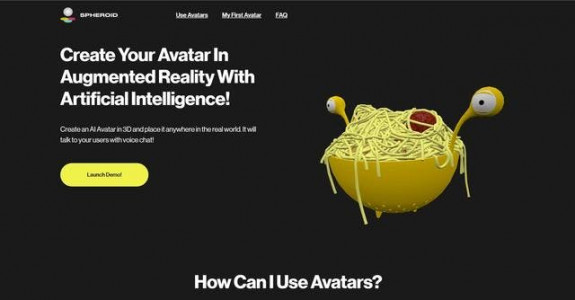 SPHEROID
Use Avatars
My First Avatar
FAQ
Create Your Avatar In
Augmented Reality With
Artificial Intelligence!
Create an AI Avatar in 3D and place it anywhere in the real world. It will
talk to your users with voice chat!
Launch Demo!
How Can I Use Avatars?